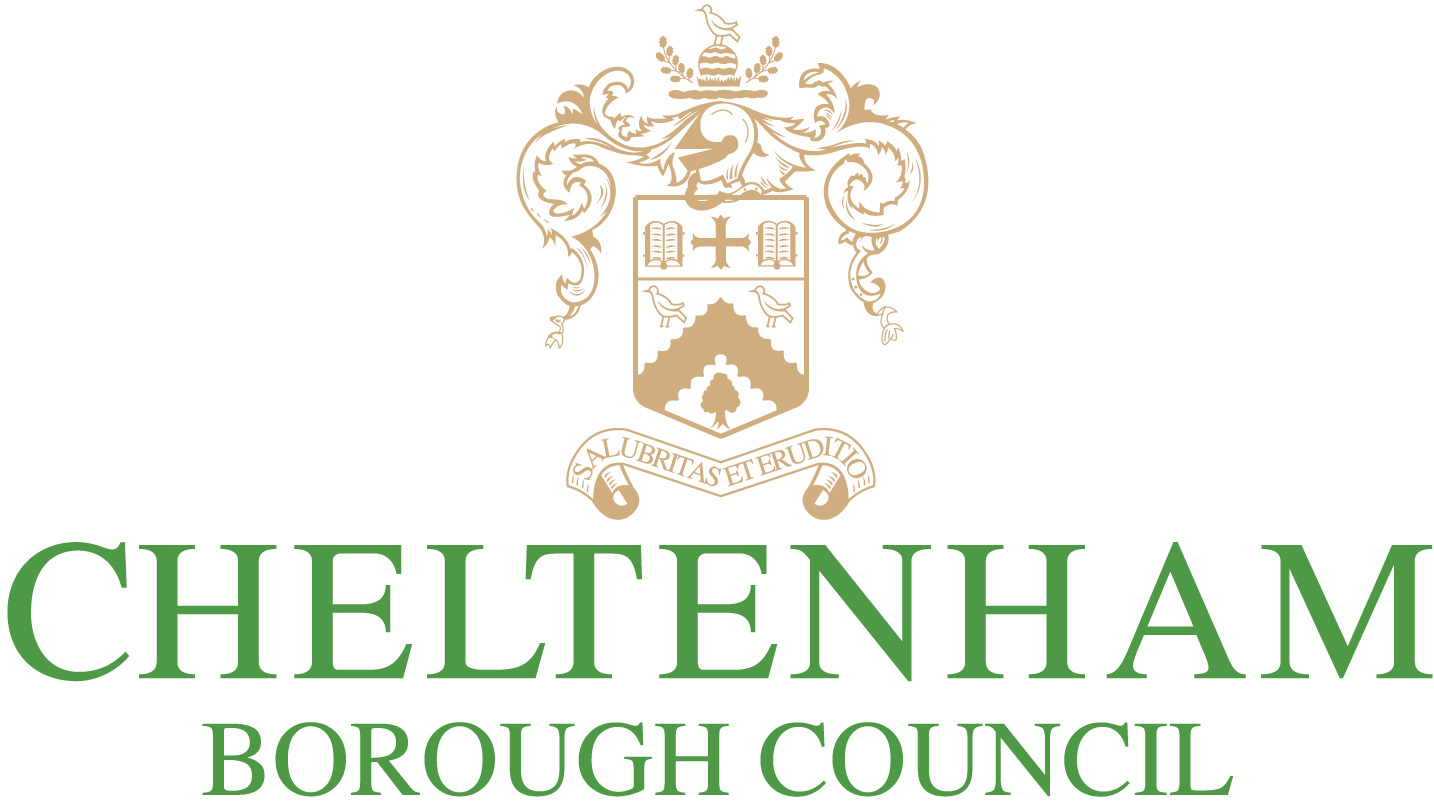 SALUBRITAS ET ERUDITIO
CHELTENHAM
BOROUGH COUNCIL